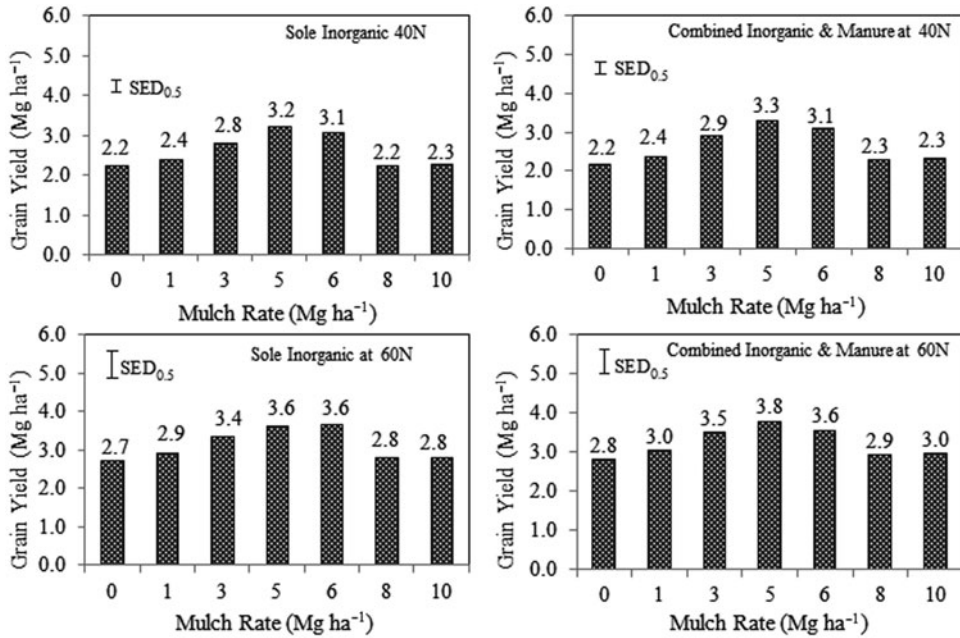 Sole Inorganic 40N
Grain Yield (Mg ha⁻¹)
6.0
5.0
4.0
3.0
2.0
1.0
0.0
SED0.5
2.2 2.4 2.8 3.2 3.1 2.2 2.3
0 1 3 5 6 8 10
Mulch Rate (Mg ha⁻¹)
Combined Inorganic & Manure at 40N
Grain Yield (Mg ha⁻¹)
6.0
5.0
4.0
3.0
2.0
1.0
0.0
SED0.5
2.2 2.4 2.9 3.3 3.1 2.3 2.3
0 1 3 5 6 8 10
Mulch Rate (Mg ha⁻¹)
Sole Inorganic at 60N
Grain Yield (Mg ha⁻¹)
6.0
5.0
4.0
3.0
2.0
1.0
0.0
SED0.5
2.7 2.9 3.4 3.6 3.6 2.8 2.8
0 1 3 5 6 8 10
Mulch Rate (Mg ha⁻¹)
Combined Inorganic & Manure at 60N
Grain Yield (Mg ha⁻¹)
6.0
5.0
4.0
3.0
2.0
1.0
0.0
SED0.5
2.8 3.0 3.5 3.8 3.6 2.9 3.0
0 1 3 5 6 8 10
Mulch Rate (Mg ha⁻¹)